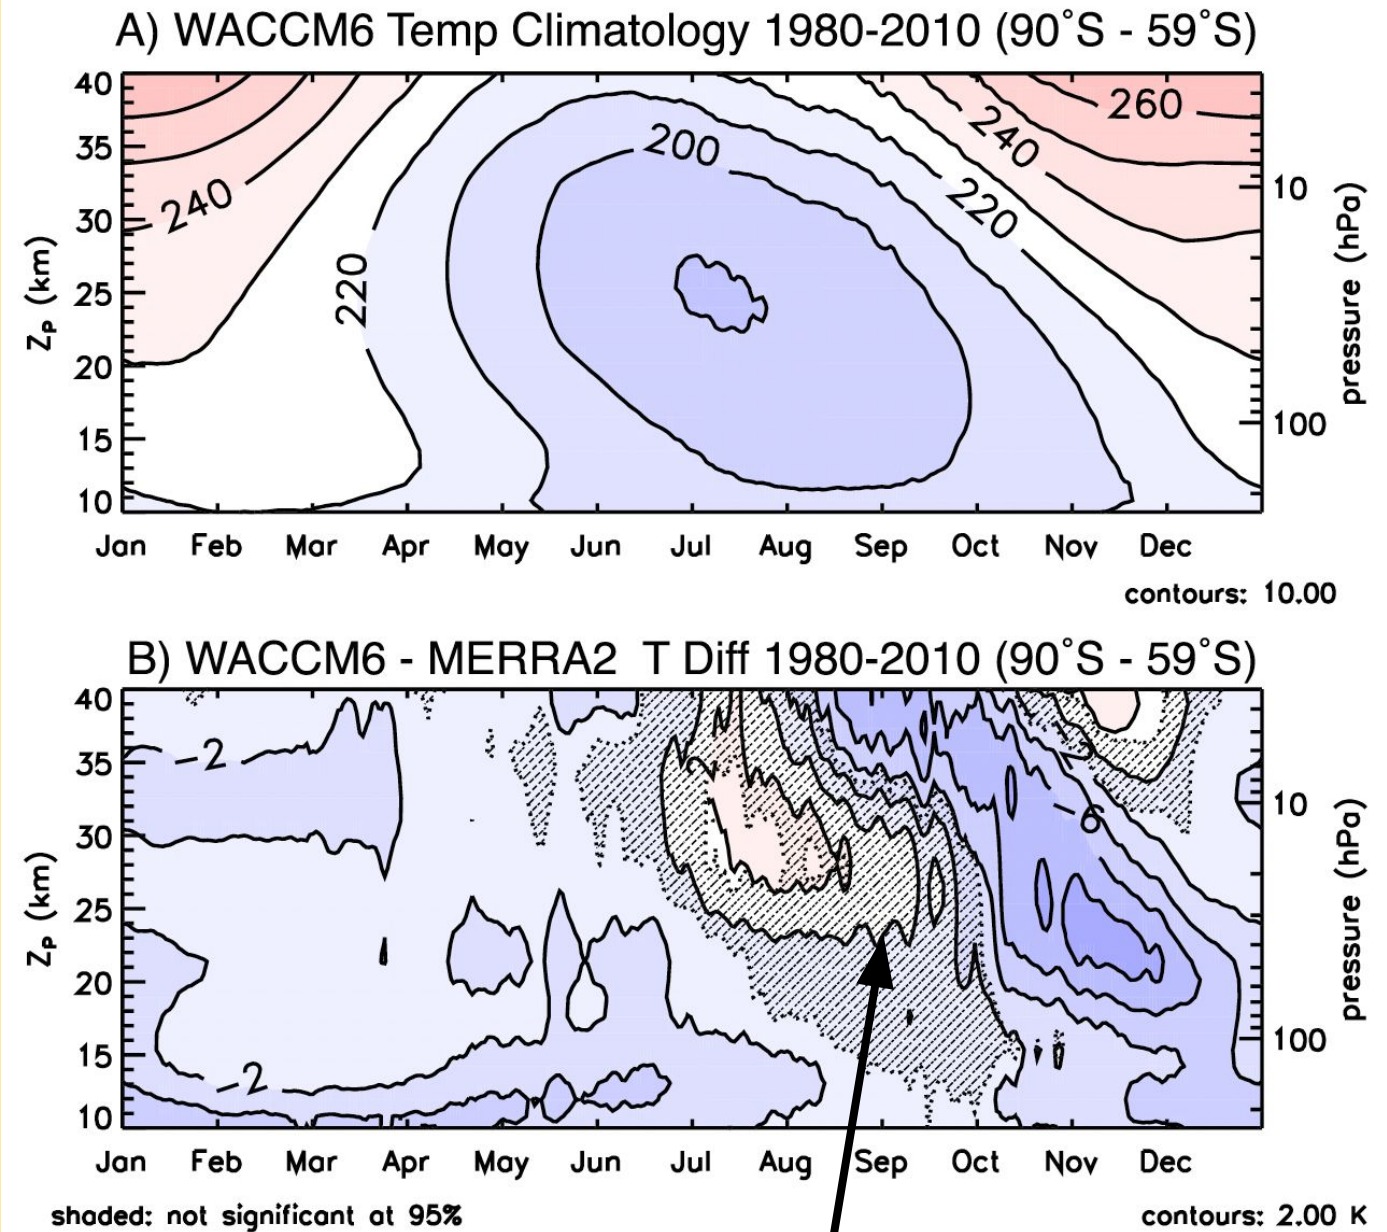 A) WACCM6 Temp Climatology 1980-2010 (90°S - 59°S)
40
35
30
25
20
15
10
Z_P (km)
10
100
pressure (hPa)
240
220
200
220
240
260
Jan Feb Mar Apr May Jun Jul Aug Sep Oct Nov Dec
contours: 10.00
B) WACCM6 - MERRA2 T Diff 1980-2010 (90°S - 59°S)
40
35
30
25
20
15
10
Z_P (km)
10
100
pressure (hPa)
-2
-2
-2
-6
Jan Feb Mar Apr May Jun Jul Aug Sep Oct Nov Dec
shaded: not significant at 95%
contours: 2.00 K